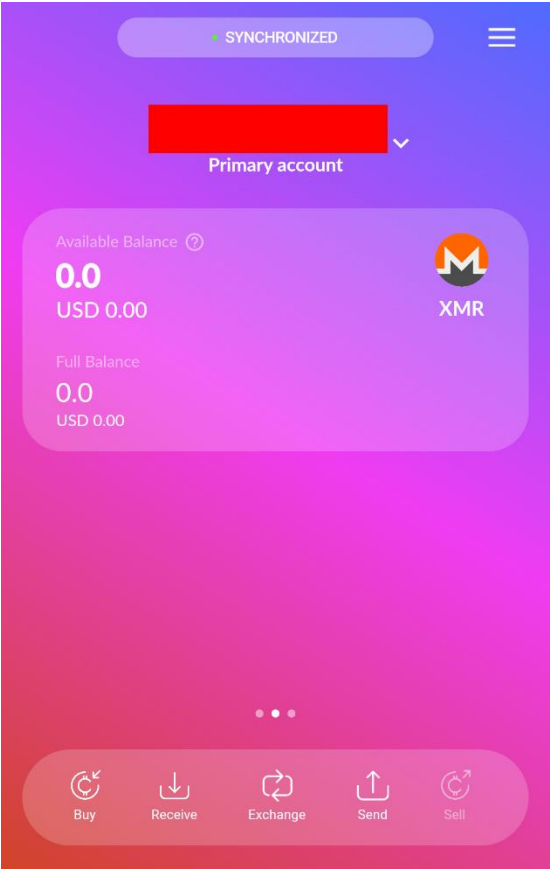 SYNCHRONIZED
Primary account
Available Balance ?
0.0
USD 0.00
XMR
Full Balance
0.0
USD 0.00
Buy Receive Exchange Send Sell